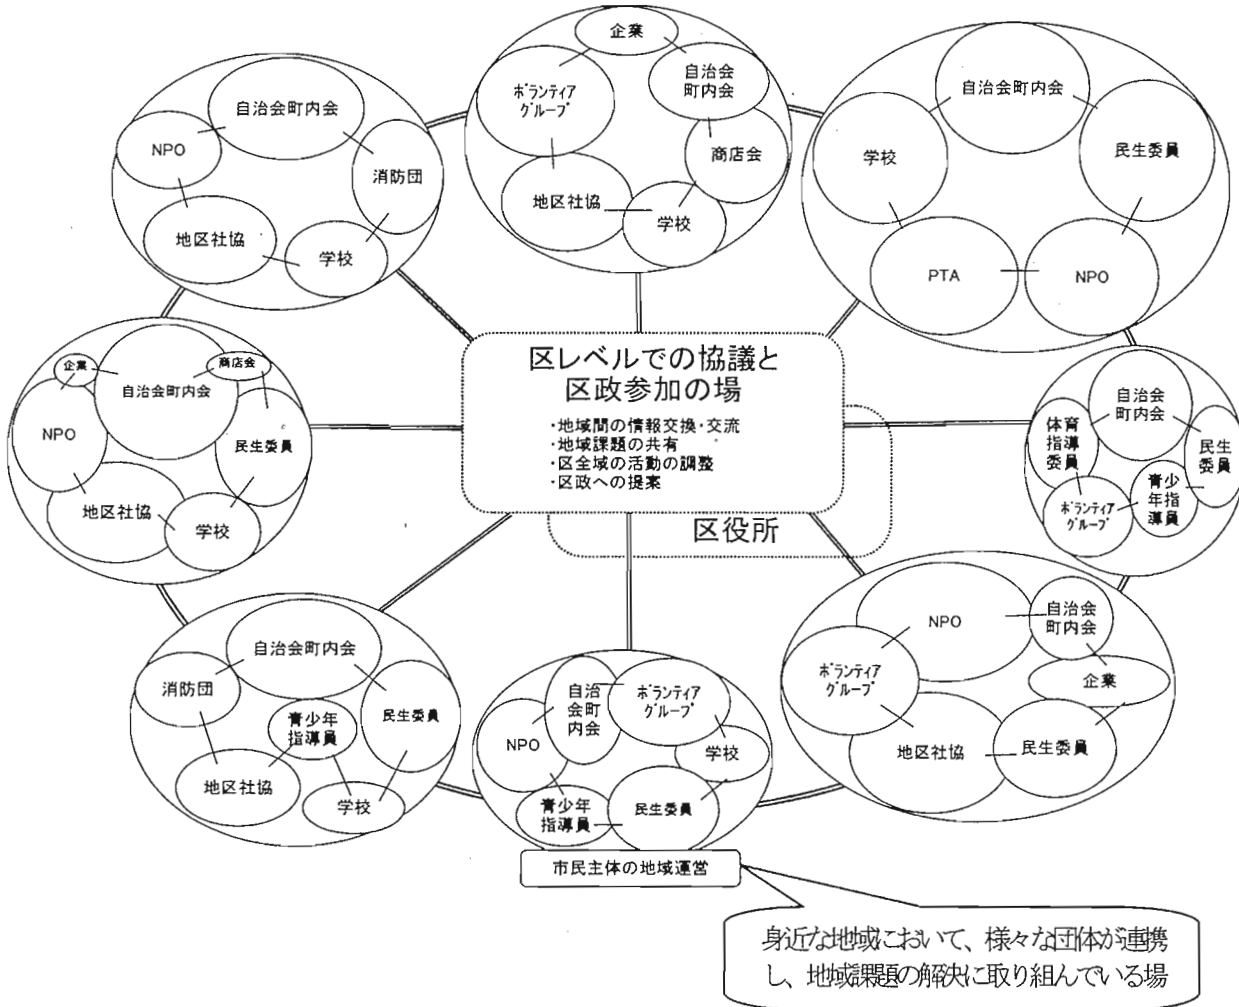 企業
ボランティア
グループ
自治会
町内会
商店会
学校
地区社協
自治会町内会
NPO
消防団
地区社協
学校
自治会町内会
学校
民生委員
PTA
NPO
企業
商店会
自治会町内会
NPO
民生委員
地区社協
学校
区レベルでの協議と
区政参加の場
・地域間の情報交換・交流
・地域課題の共有
・区全域の活動の調整
・区政への提案
区役所
自治会
町内会
体育
指導
委員
民生
委員
青少
年指
導員
ボランティア
グループ
自治会町内会
消防団
青少年
指導員
民生委員
地区社協
学校
自治
会町
内会
ボランティア
グループ
NPO
学校
青少年
指導員
民生委員
NPO
自治会
町内会
ボランティア
グループ
企業
地区社協
民生委員
市民主体の地域運営
身近な地域において、様々な団体が連携
し、地域課題の解決に取り組んでいる場